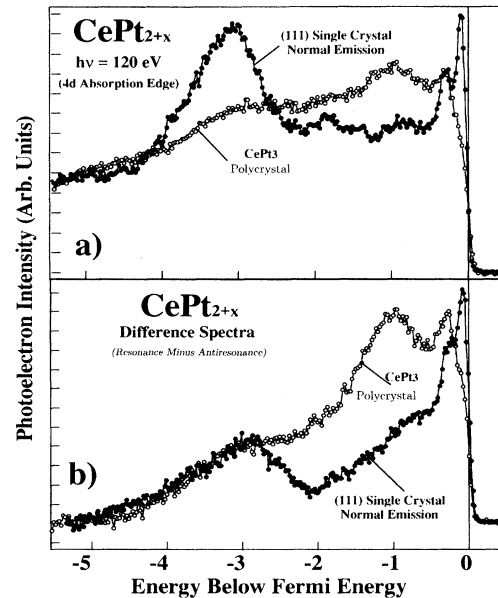 CePt2+x
hν = 120 eV
(4d Absorption Edge)
(111) Single Crystal
Normal Emission
CePt3
Polycrystal
a)
CePt2+x
Difference Spectra
(Resonance Minus Antiresonance)
CePt3
Polycrystal
(111) Single Crystal
Normal Emission
b)
Photoelectron Intensity (Arb. Units)
-5 -4 -3 -2 -1 0
Energy Below Fermi Energy